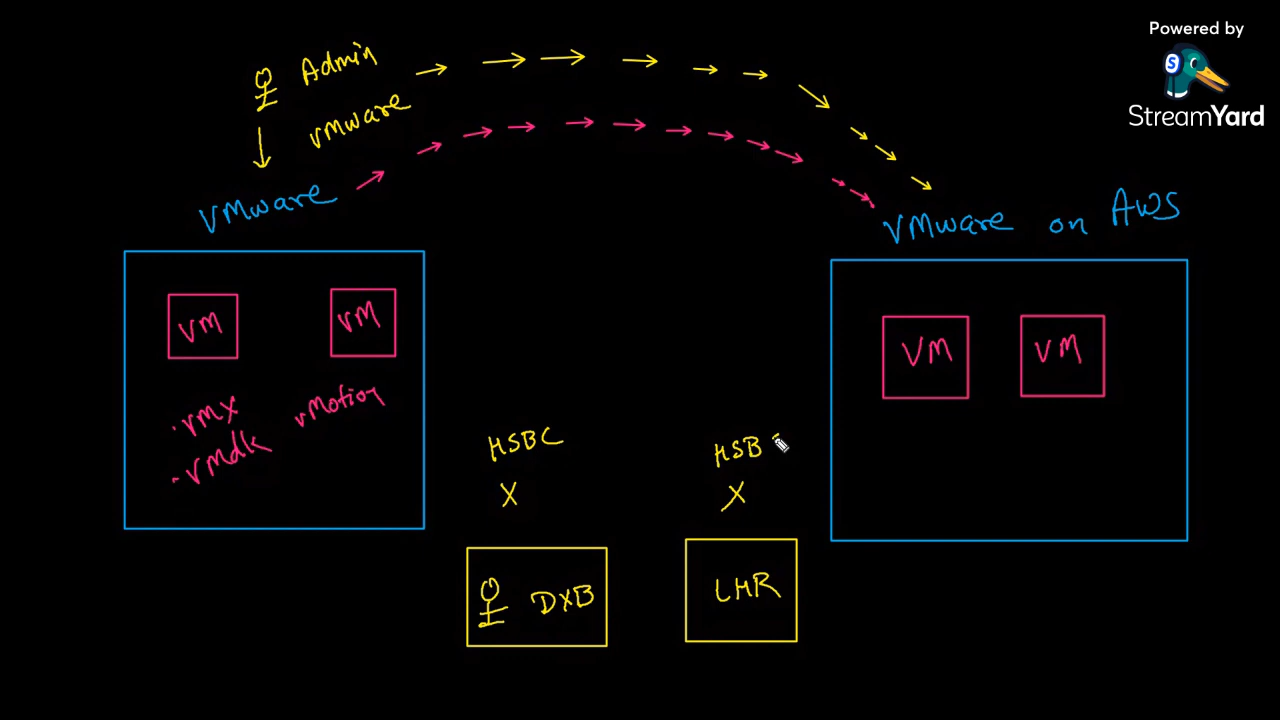 Powered by
StreamYard
Admin
VMware
VMware
VMware on AWS
VM VM
.vMX
.vMdk
vMotion
VM VM
HSBC
X
DXB
HSB
X
LHR